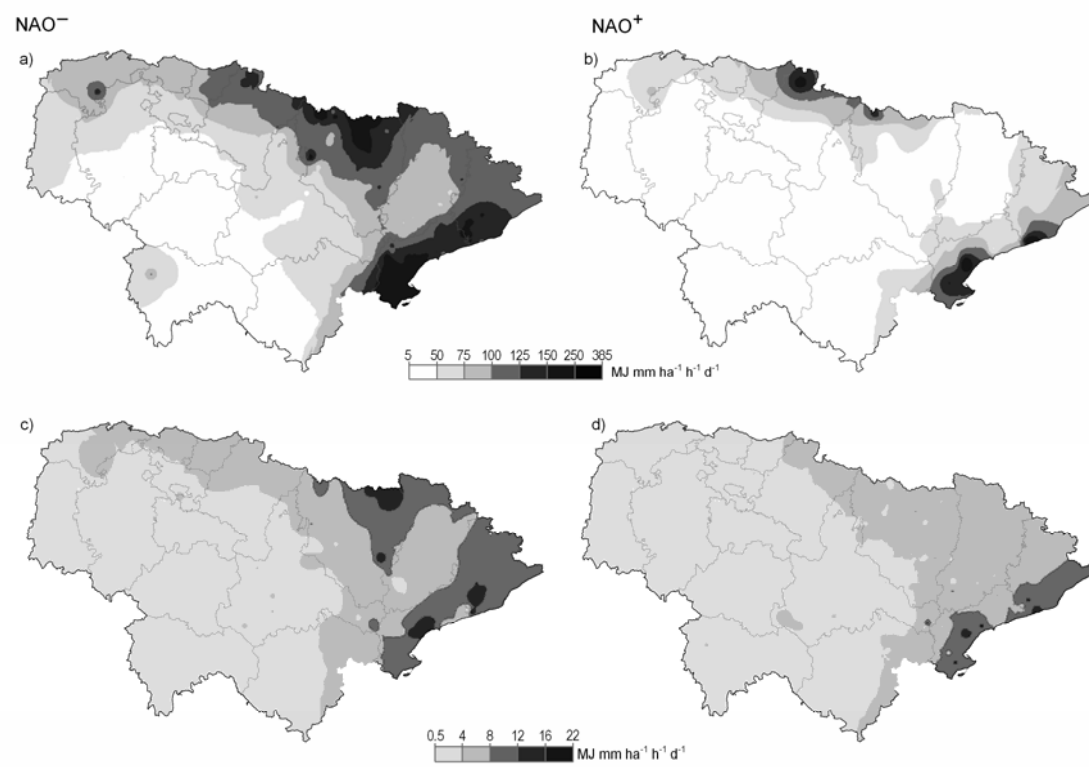 NAO⁻ NAO⁺
a) b)
5 50 75 100 125 150 250 385 MJ mm ha⁻¹ h⁻¹ d⁻¹
c) d)
0.5 4 8 12 16 22 MJ mm ha⁻¹ h⁻¹ d⁻¹